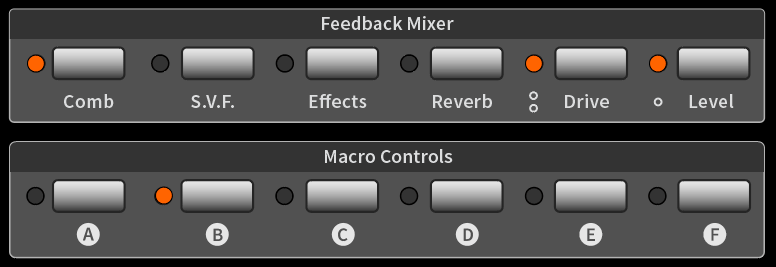 Feedback Mixer
Comb S.V.F. Effects Reverb Drive Level
Macro Controls
A B C D E F